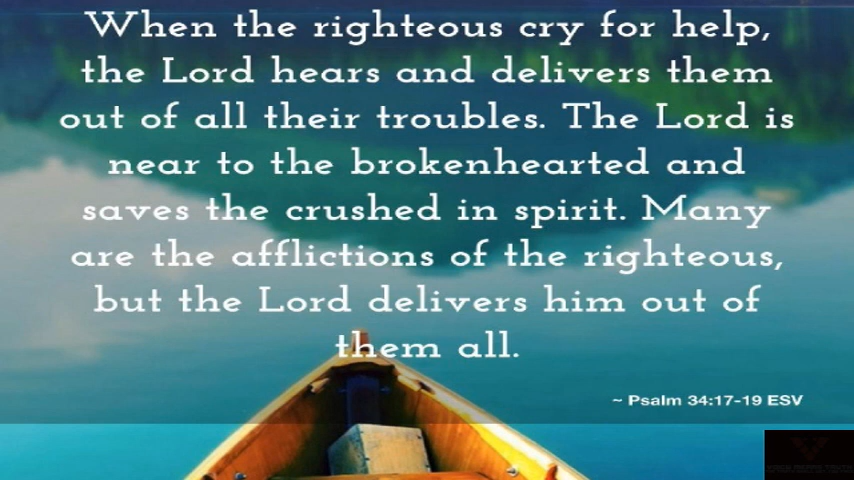 When the righteous cry for help,
the Lord hears and delivers them
out of all their troubles. The Lord is
near to the brokenhearted and
saves the crushed in spirit. Many
are the afflictions of the righteous,
but the Lord delivers him out of
them all.
~ Psalm 34:17-19 ESV